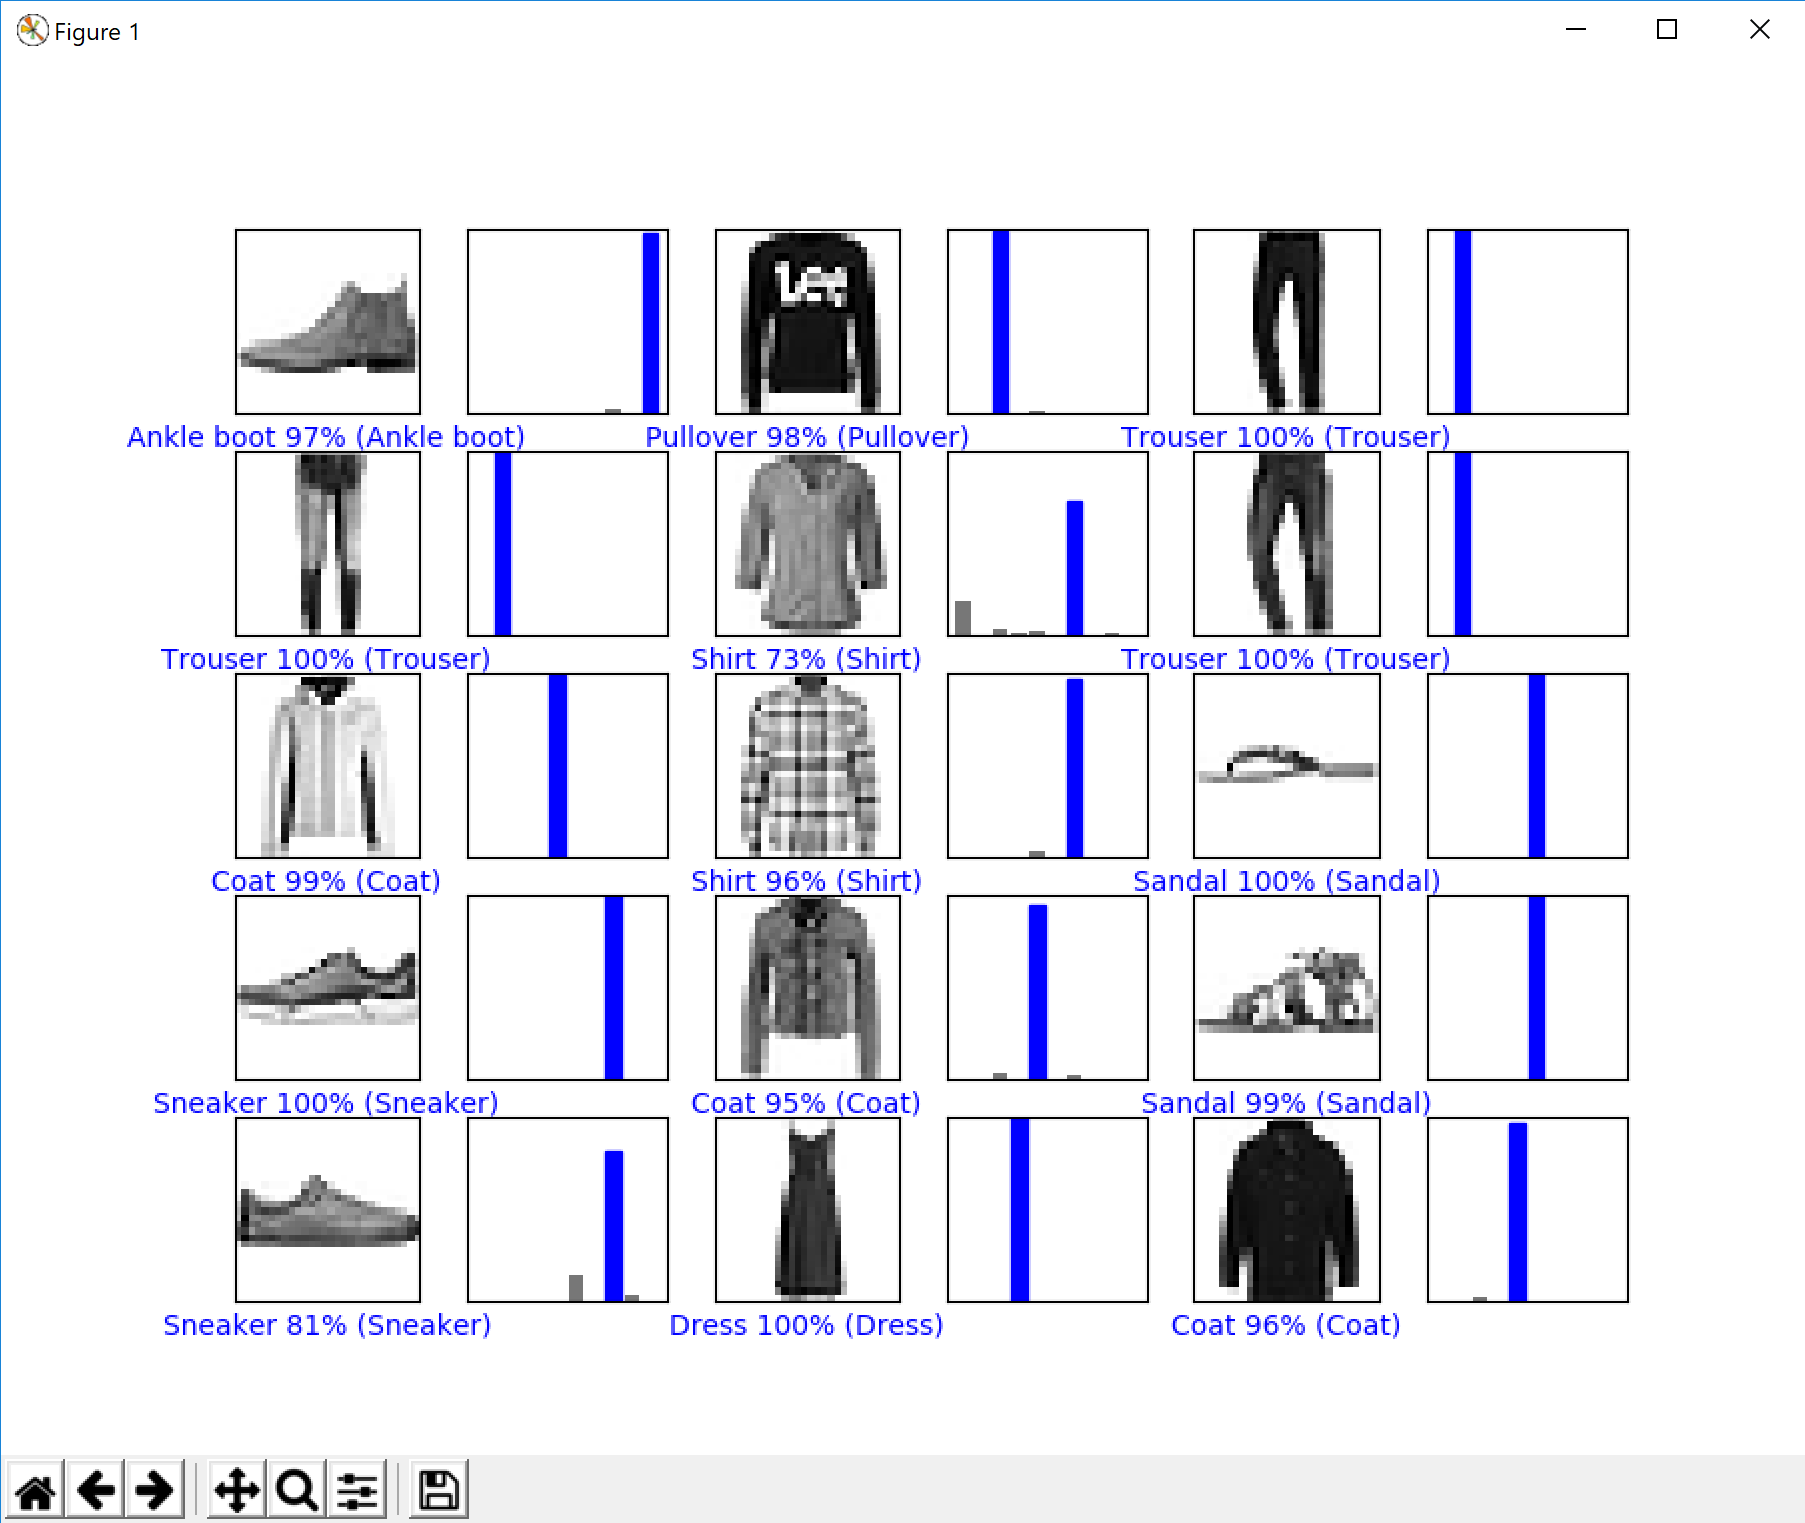 Figure 1
Lee
Ankle boot 97% (Ankle boot)
Pullover 98% (Pullover)
Trouser 100% (Trouser)
Trouser 100% (Trouser)
Shirt 73% (Shirt)
Trouser 100% (Trouser)
Coat 99% (Coat)
Shirt 96% (Shirt)
Sandal 100% (Sandal)
Sneaker 100% (Sneaker)
Coat 95% (Coat)
Sandal 99% (Sandal)
Sneaker 81% (Sneaker)
Dress 100% (Dress)
Coat 96% (Coat)